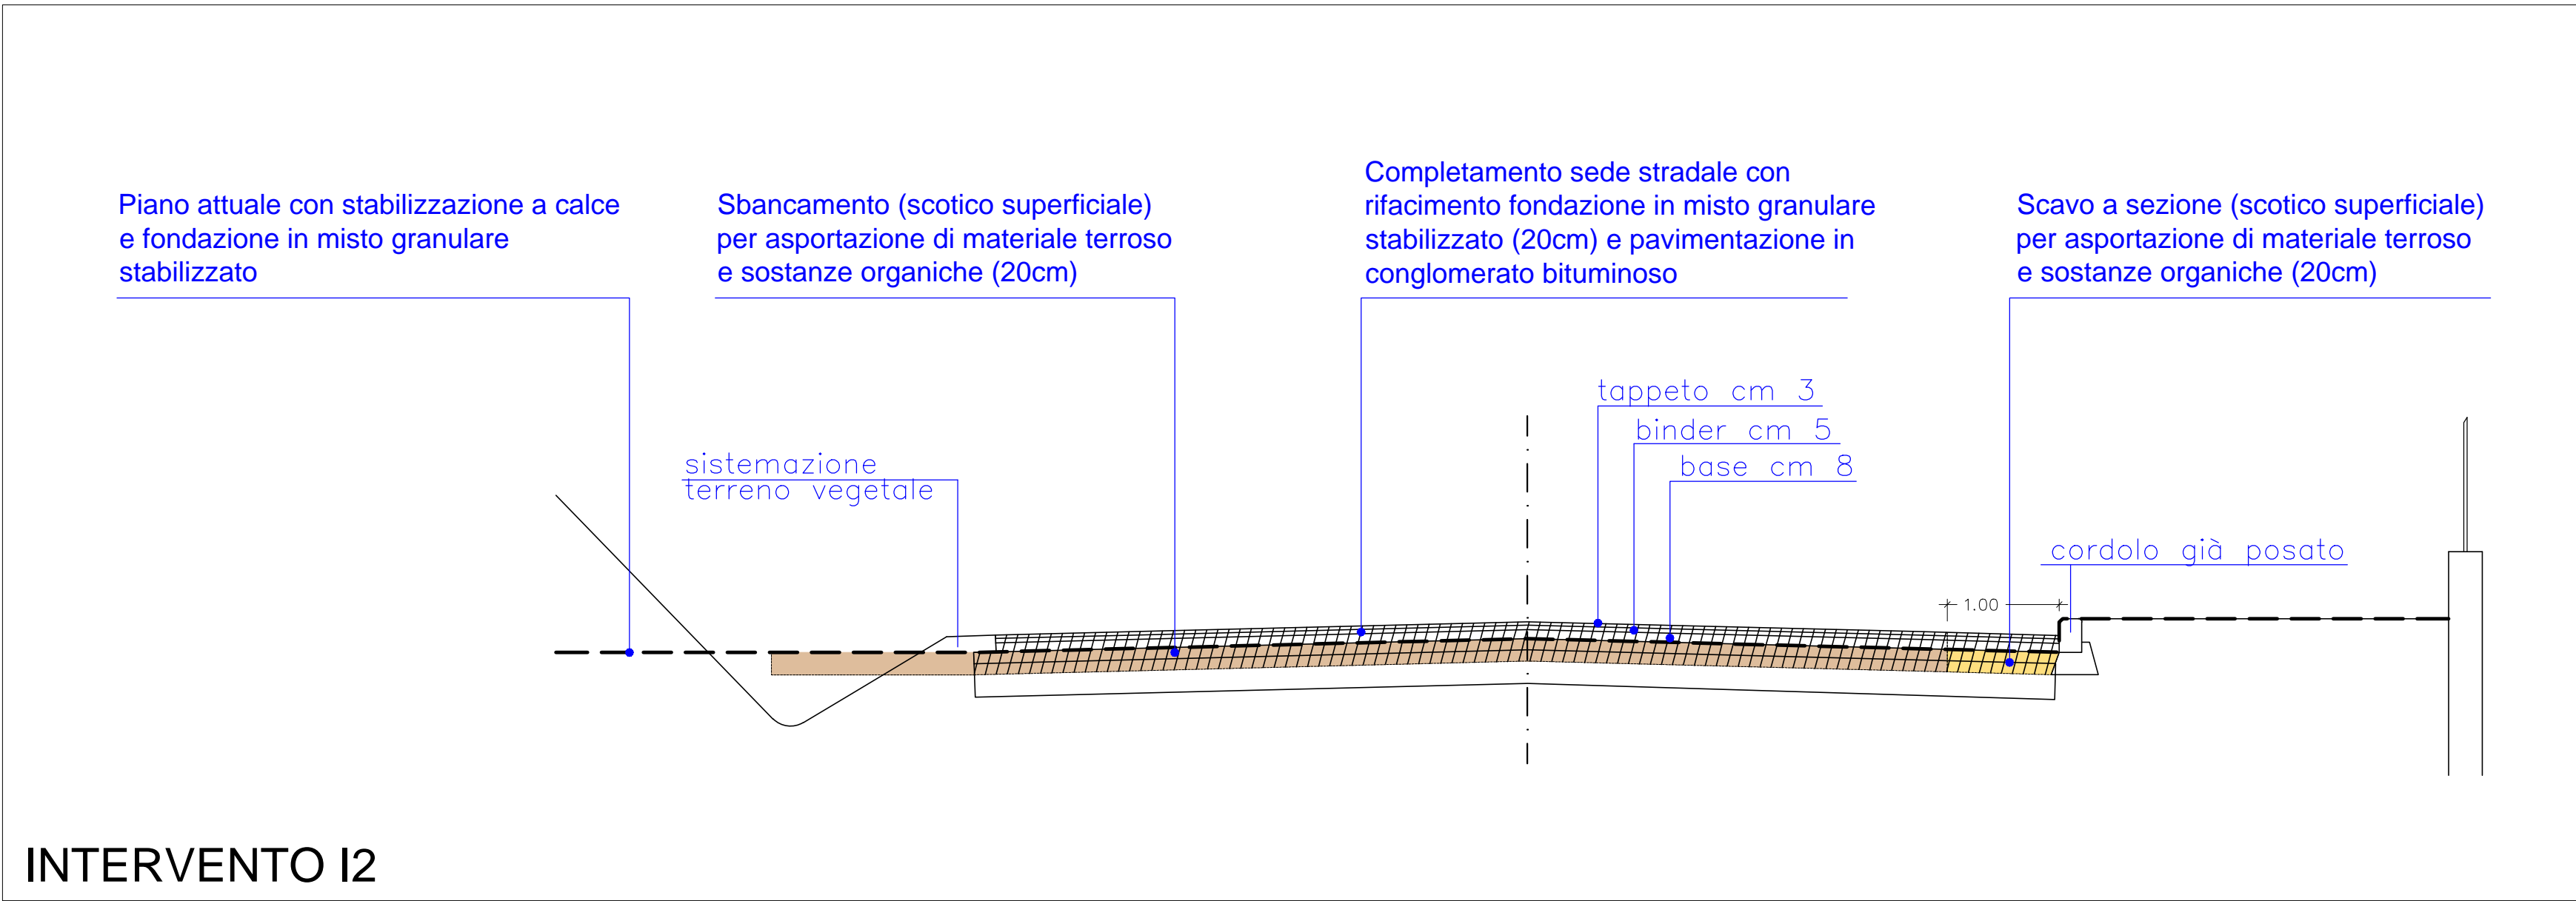 Piano attuale con stabilizzazione a calce
e fondazione in misto granulare
stabilizzato
Sbancamento (scotico superficiale)
per asportazione di materiale terroso
e sostanze organiche (20cm)
Completamento sede stradale con
rifacimento fondazione in misto granulare
stabilizzato (20cm) e pavimentazione in
conglomerato bituminoso
Scavo a sezione (scotico superficiale)
per asportazione di materiale terroso
e sostanze organiche (20cm)
tappeto cm 3
binder cm 5
base cm 8
sistemazione
terreno vegetale
cordolo già posato
1.00
INTERVENTO I2